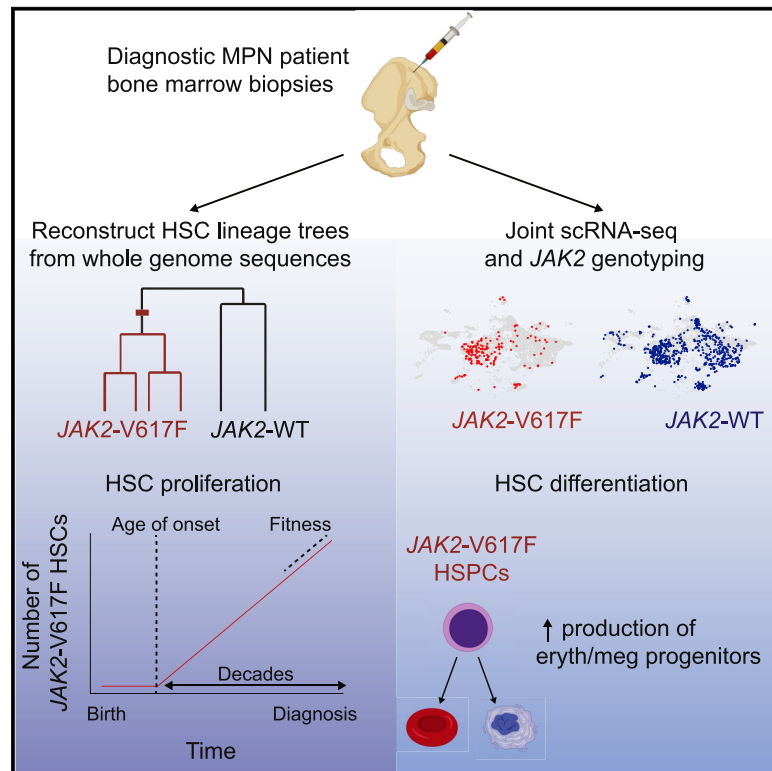 Diagnostic MPN patient
bone marrow biopsies
Reconstruct HSC lineage trees
from whole genome sequences
JAK2-V617F
JAK2-WT
HSC proliferation
Age of onset
Fitness
Number of
JAK2-V617F HSCs
Decades
Birth
Diagnosis
Time
Joint scRNA-seq
and JAK2 genotyping
JAK2-V617F
JAK2-WT
HSC differentiation
JAK2-V617F
HSPCs
↑ production of
eryth/meg progenitors